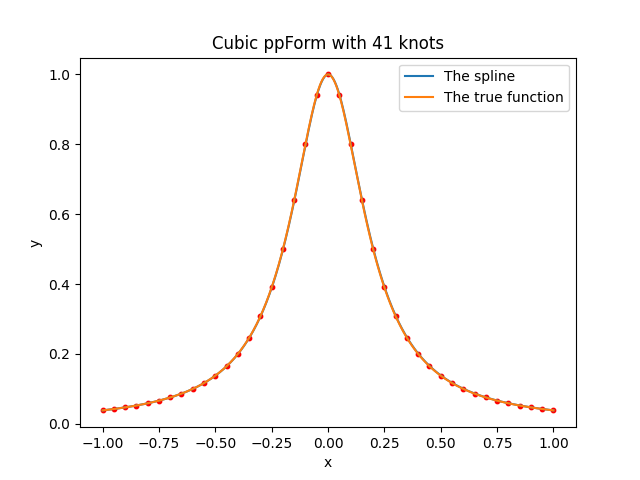 Cubic ppForm with 41 knots
The spline
The true function
1.0
0.8
0.6
0.4
0.2
0.0
y
−1.00 −0.75 −0.50 −0.25 0.00 0.25 0.50 0.75 1.00
x